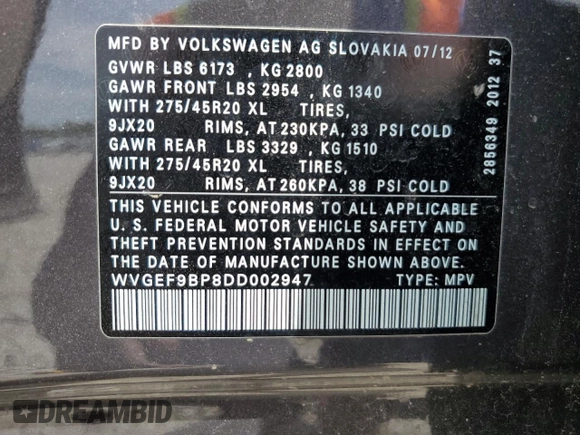 MFD BY VOLKSWAGEN AG SLOVAKIA 07/12
GVWR LBS 6173 , KG 2800
GAWR FRONT LBS 2954 , KG 1340
WITH 275/45R20 XL TIRES,
9JX20 RIMS, AT 230KPA, 33 PSI COLD
GAWR REAR LBS 3329 , KG 1510
WITH 275/45R20 XL TIRES,
9JX20 RIMS, AT 260KPA, 38 PSI COLD
THIS VEHICLE CONFORMS TO ALL APPLICABLE
U. S. FEDERAL MOTOR VEHICLE SAFETY AND
THEFT PREVENTION STANDARDS IN EFFECT ON
THE DATE OF MANUFACTURE SHOWN ABOVE.
WVGEF9BP8DD002947 TYPE: MPV
2856349 2012 37
DREAMBID